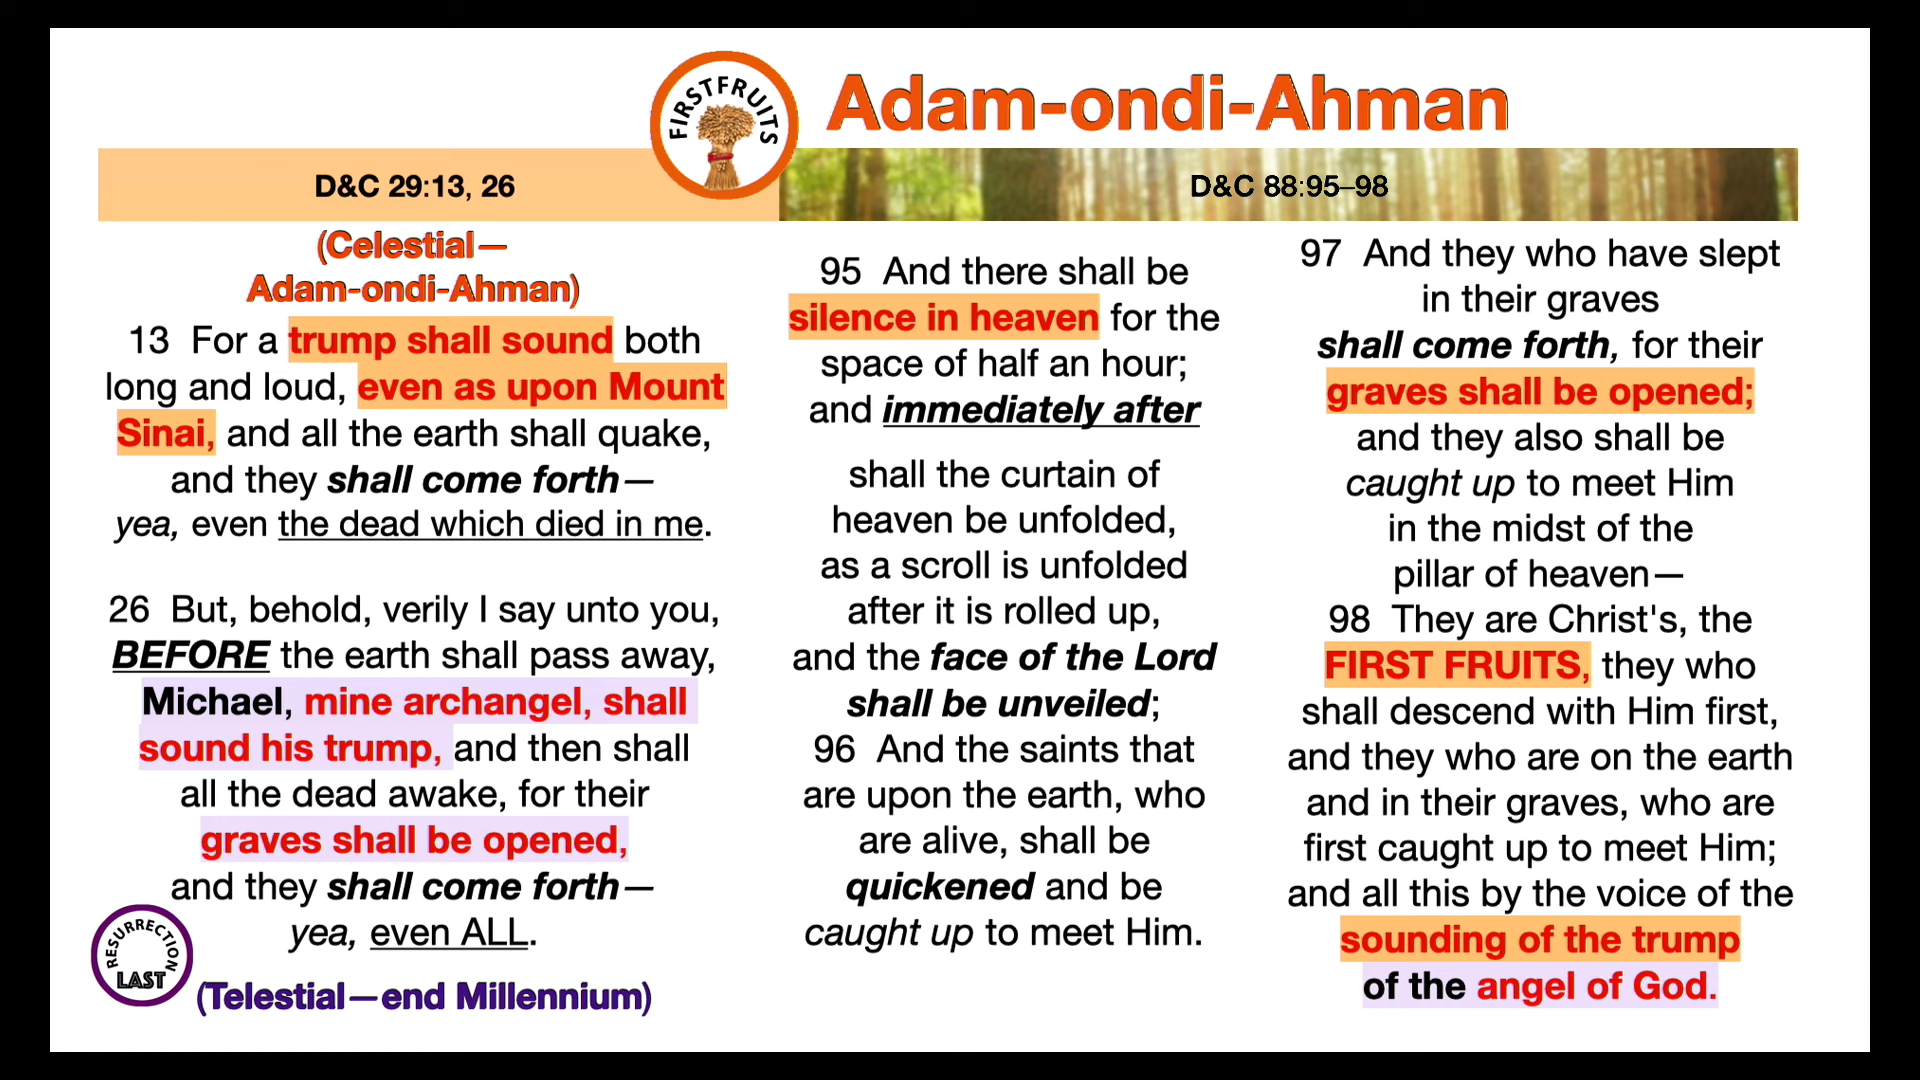 FIRSTFRUITS
Adam-ondi-Ahman
D&C 29:13, 26
(Celestial—
Adam-ondi-Ahman)
13 For a trump shall sound both
long and loud, even as upon Mount
Sinai, and all the earth shall quake,
and they shall come forth—
yea, even the dead which died in me.
26 But, behold, verily I say unto you,
BEFORE the earth shall pass away,
Michael, mine archangel, shall
sound his trump, and then shall
all the dead awake, for their
graves shall be opened,
and they shall come forth—
yea, even ALL.
RESURRECTION
LAST
(Telestial—end Millennium)
D&C 88:95–98
95 And there shall be
silence in heaven for the
space of half an hour;
and immediately after
shall the curtain of
heaven be unfolded,
as a scroll is unfolded
after it is rolled up,
and the face of the Lord
shall be unveiled;
96 And the saints that
are upon the earth, who
are alive, shall be
quickened and be
caught up to meet Him.
97 And they who have slept
in their graves
shall come forth, for their
graves shall be opened;
and they also shall be
caught up to meet Him
in the midst of the
pillar of heaven—
98 They are Christ's, the
FIRST FRUITS, they who
shall descend with Him first,
and they who are on the earth
and in their graves, who are
first caught up to meet Him;
and all this by the voice of the
sounding of the trump
of the angel of God.